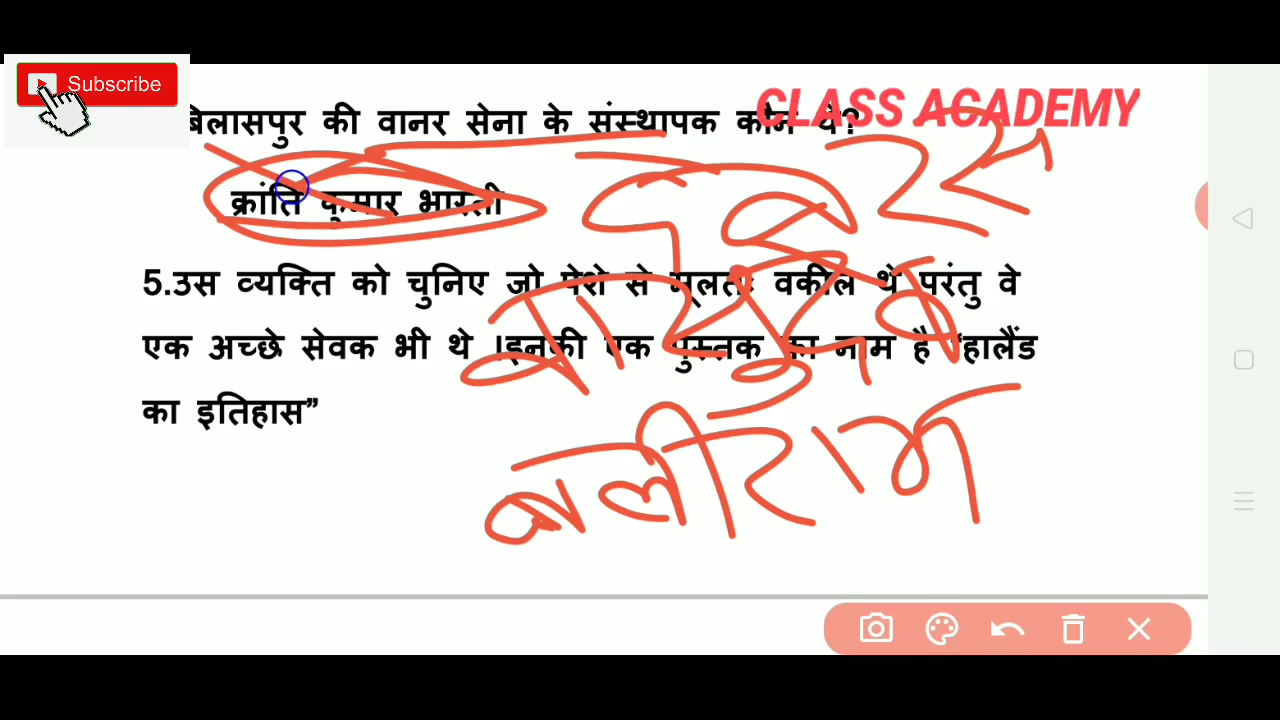 Subscribe
CLASS ACADEMY
बिलासपुर की वानर सेना के संस्थापक कौन थे?
क्रांति कुमार भारती
5.उस व्यक्ति को चुनिए जो पेशे से मूलतः वकील थे परंतु वे
एक अच्छे सेवक भी थे ।इनकी एक पुस्तक का नाम है "हालैंड
का इतिहास”
वासुदेव
बलीराम